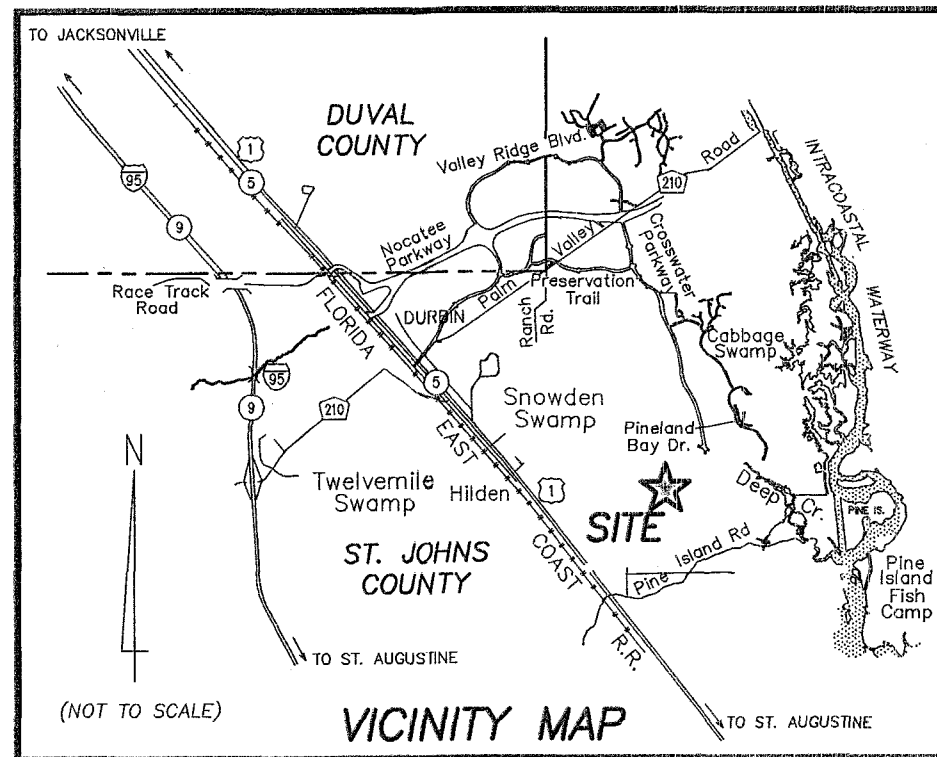 TO JACKSONVILLE
DUVAL
COUNTY
1
5
95
9
Valley Ridge Blvd.
210
Road
INTRACOASTAL
WATERWAY
Nocatee
Parkway
Valley
Crosswater
Parkway
Race Track
Road
FLORIDA
DURBIN
Palm
Preservation
Trail
Ranch
Rd.
Cabbage
Swamp
95
9
210
5
EAST
Snowden
Swamp
Pineland
Bay Dr.
N
Twelvemile
Swamp
Hilden
1
SITE
Deep
Cr.
PINE IS.
ST. JOHNS
COUNTY
COAST
Pine Island Rd
Pine
Island
Fish
Camp
R.R.
TO ST. AUGUSTINE
(NOT TO SCALE)
VICINITY MAP
TO ST. AUGUSTINE